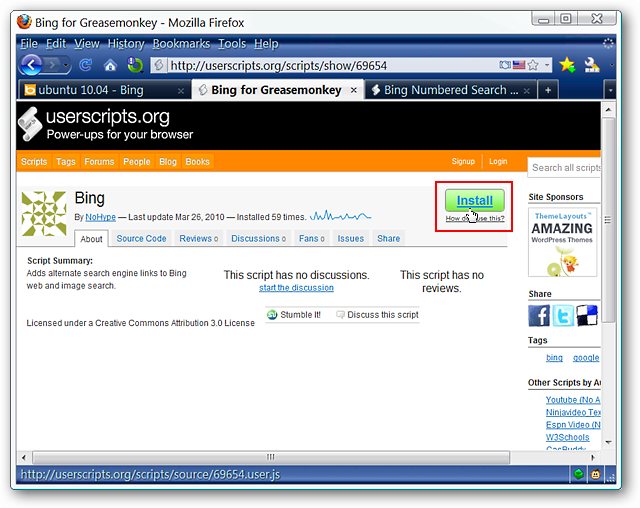 Bing for Greasemonkey - Mozilla Firefox
File Edit View History Bookmarks Tools Help
http://userscripts.org/scripts/show/69654
ubuntu 10.04 - Bing
Bing for Greasemonkey
Bing Numbered Search ...
userscripts.org
Power-ups for your browser
Scripts Tags Forums People Blog Books
Signup Login
Search all scripts
Bing
By NoHype — Last update Mar 26, 2010 — Installed 59 times.
Install
How do use this?
About Source Code Reviews 0 Discussions 0 Fans 0 Issues Share
Script Summary:
Adds alternate search engine links to Bing
web and image search.
Licensed under a Creative Commons Attribution 3.0 License
This script has no discussions.
start the discussion
This script has no
reviews.
Stumble It! Discuss this script
Site Sponsors
ThemeLayouts™
AMAZING
WordPress Themes
Share
Tags
bing google
Other Scripts by Au
Youtube (No A
Ninjavideo Tex
Espn Video (N
W3Schools
GasBuddy
http://userscripts.org/scripts/source/69654.user.js